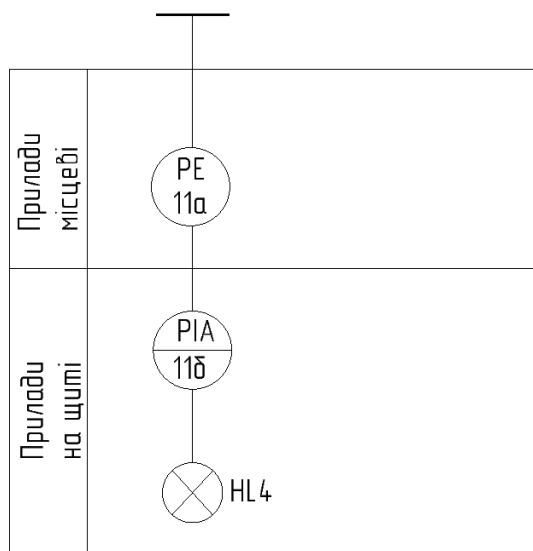 Прилади
місцеві
PE
11а
Прилади
на щиті
PIA
11б
HL4